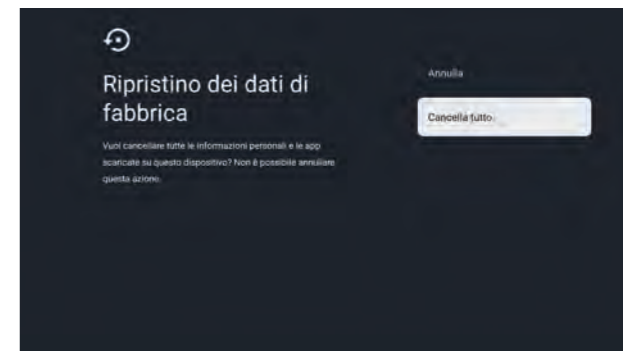 Ripristino dei dati di
fabbrica
Vuoi cancellare tutte le informazioni personali e le app
scaricate su questo dispositivo? Non è possibile annullare
questa azione.
Annulla
Cancella tutto